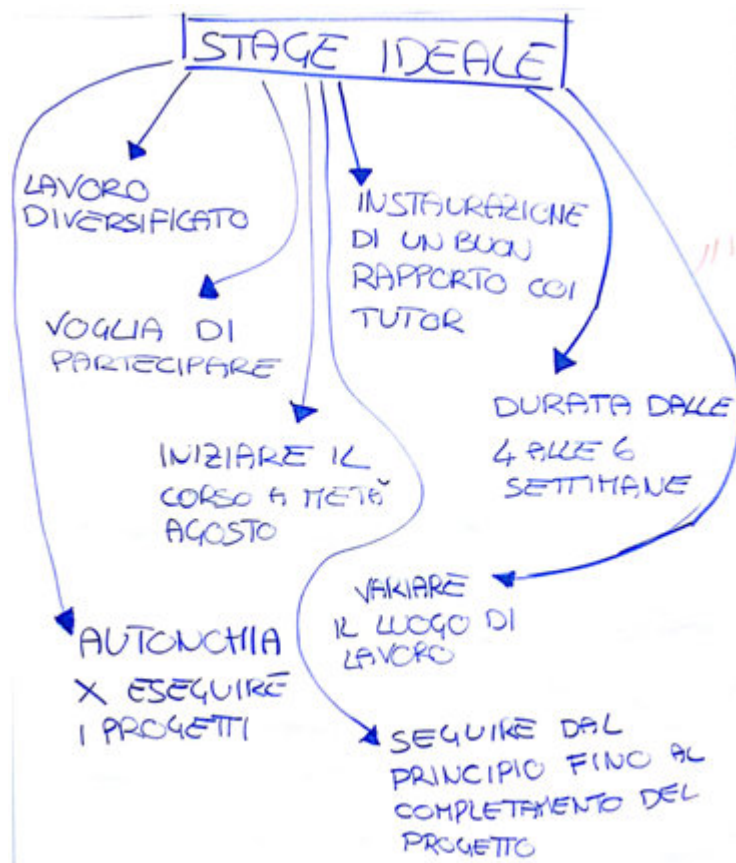 STAGE IDEALE
LAVORO
DIVERSIFICATO
INSTAURAZIONE
DI UN BUON
RAPPORTO COI
TUTOR
VOGLIA DI
PARTECIPARE
DURATA DALLE
4 ALLE 6
SETTIMANE
INIZIARE IL
CORSO A METÀ
AGOSTO
VARIARE
IL LUOGO DI
LAVORO
AUTONOMIA
X ESEGUIRE
I PROGETTI
SEGUIRE DAL
PRINCIPIO FINO AL
COMPLETAMENTO DEL
PROGETTO